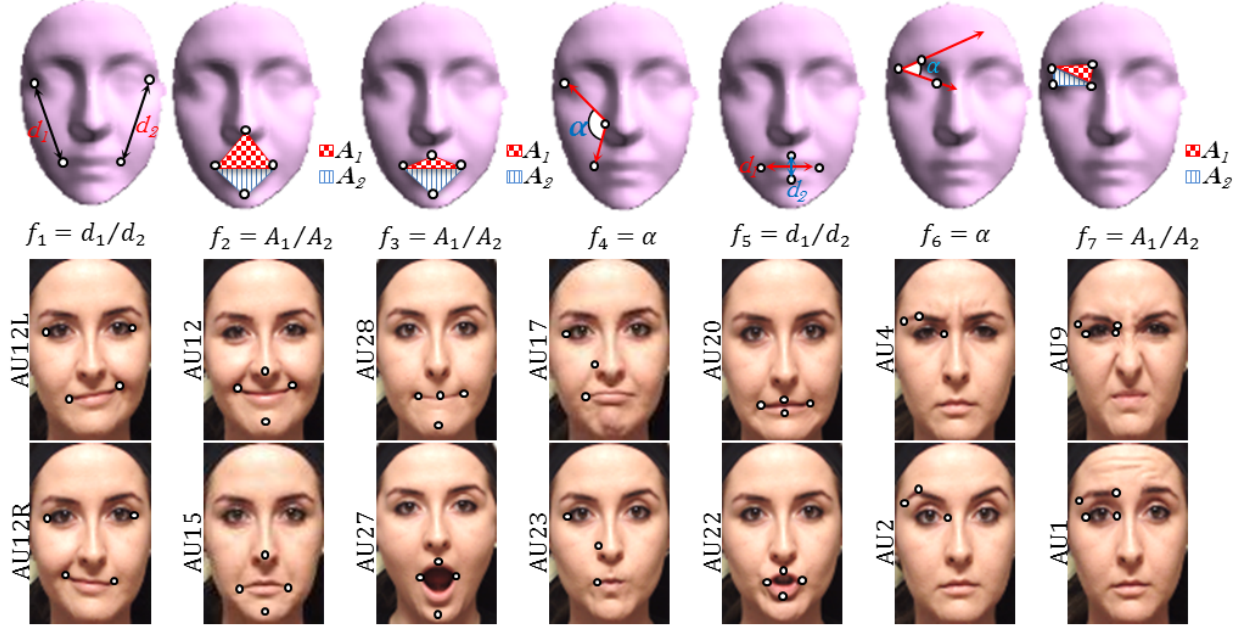 d₁ d₂
A₁
A₂
A₁
A₂
α
d₁
d₂
α
A₁
A₂
f₁ = d₁/d₂
f₂ = A₁/A₂
f₃ = A₁/A₂
f₄ = α
f₅ = d₁/d₂
f₆ = α
f₇ = A₁/A₂
AU12L
AU12
AU28
AU17
AU20
AU4
AU9
AU12R
AU15
AU27
AU23
AU22
AU2
AU1